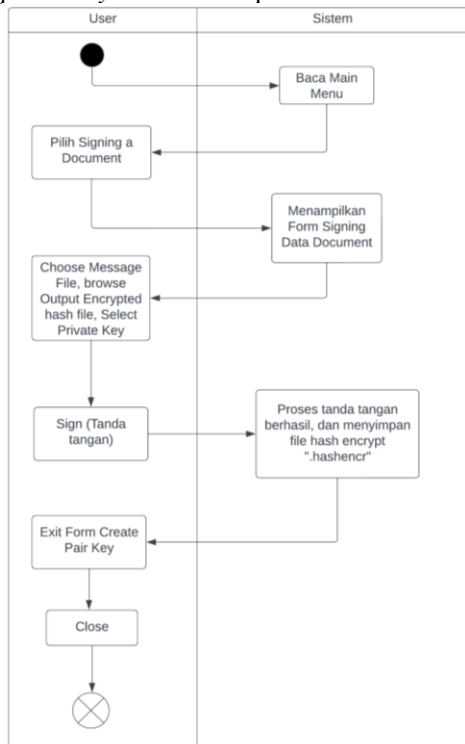 User
Sistem
Baca Main
Menu
Pilih Signing a
Document
Menampilkan
Form Signing
Data Document
Choose Message
File, browse
Output Encrypted
hash file, Select
Private Key
Sign (Tanda
tangan)
Proses tanda tangan
berhasil, dan menyimpan
file hash encrypt
".hashencr"
Exit Form Create
Pair Key
Close